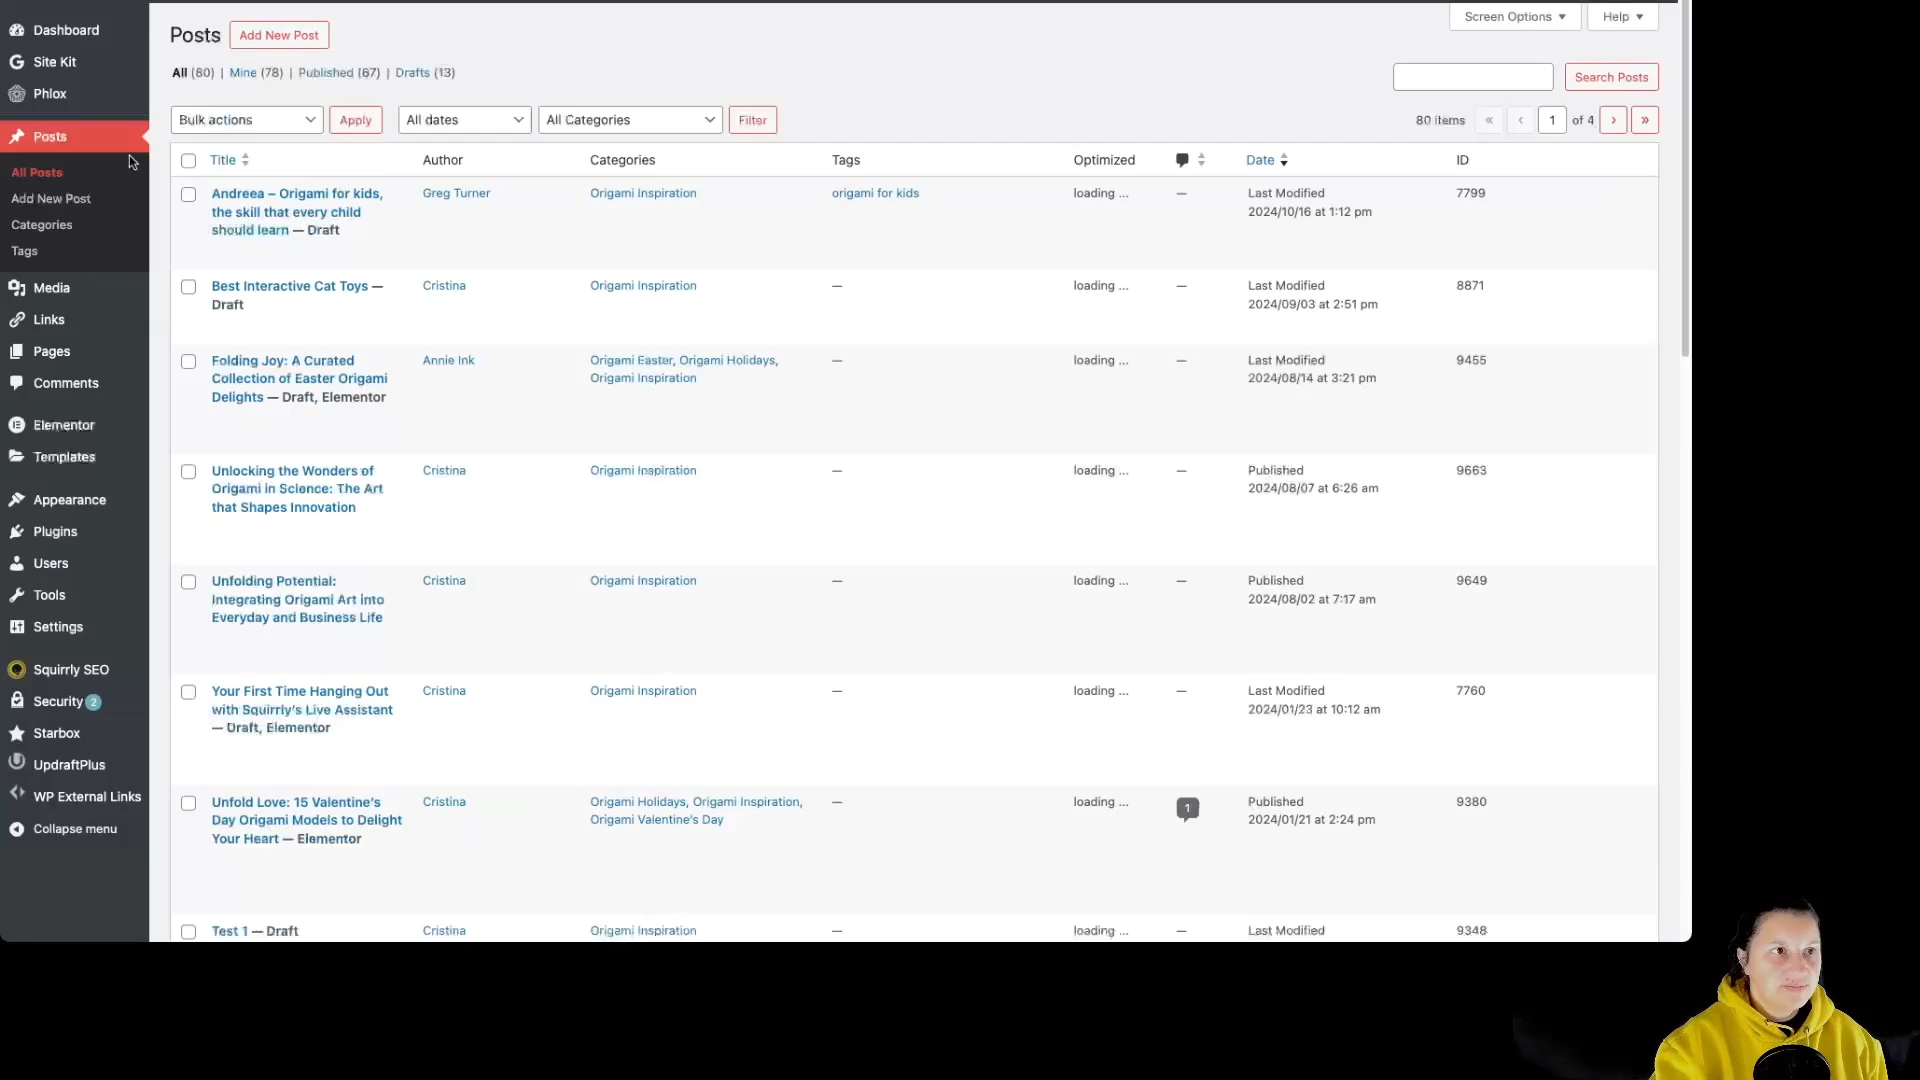 Dashboard
Site Kit
Phlox
Posts
All Posts
Add New Post
Categories
Tags
Media
Links
Pages
Comments
Elementor
Templates
Appearance
Plugins
Users
Tools
Settings
Squirrly SEO
Security 2
Starbox
UpdraftPlus
WP External Links
Collapse menu
Screen Options Help
Posts Add New Post
All (80) | Mine (78) | Published (67) | Drafts (13)
Search Posts
Bulk actions Apply All dates All Categories Filter 80 items « ‹ 1 of 4 › »
Title Author Categories Tags Optimized Date ID
Andreea – Origami for kids, Greg Turner Origami Inspiration origami for kids loading ... — Last Modified 7799
the skill that every child 2024/10/16 at 1:12 pm
should learn — Draft
Best Interactive Cat Toys — Cristina Origami Inspiration — loading ... — Last Modified 8871
Draft 2024/09/03 at 2:51 pm
Folding Joy: A Curated Annie Ink Origami Easter, Origami Holidays, — loading ... — Last Modified 9455
Collection of Easter Origami Origami Inspiration 2024/08/14 at 3:21 pm
Delights — Draft, Elementor
Unlocking the Wonders of Cristina Origami Inspiration — loading ... — Published 9663
Origami in Science: The Art 2024/08/07 at 6:26 am
that Shapes Innovation
Unfolding Potential: Cristina Origami Inspiration — loading ... — Published 9649
Integrating Origami Art into 2024/08/02 at 7:17 am
Everyday and Business Life
Your First Time Hanging Out Cristina Origami Inspiration — loading ... — Last Modified 7760
with Squirrly's Live Assistant 2024/01/23 at 10:12 am
— Draft, Elementor
Unfold Love: 15 Valentine's Cristina Origami Holidays, Origami Inspiration, — loading ... 1 Published 9380
Day Origami Models to Delight Origami Valentine's Day 2024/01/21 at 2:24 pm
Your Heart — Elementor
Test 1 — Draft Cristina Origami Inspiration — loading ... — Last Modified 9348